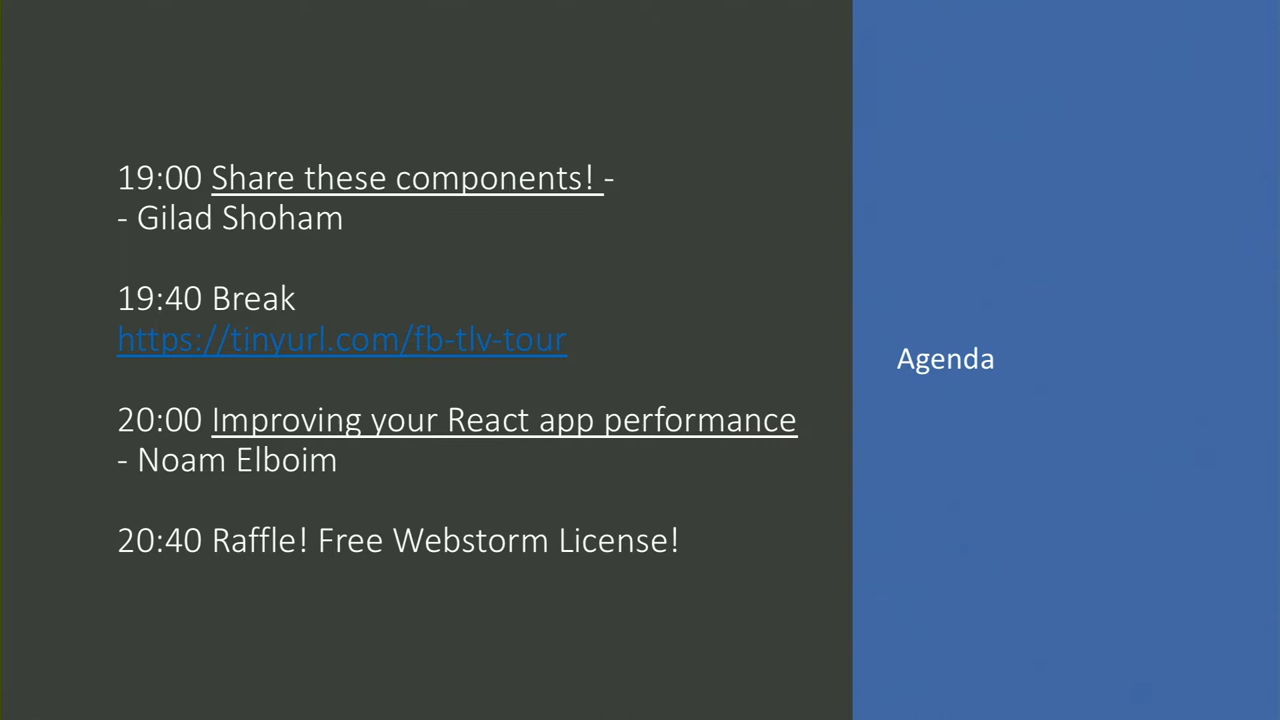 19:00 Share these components! -
- Gilad Shoham
19:40 Break
https://tinyurl.com/fb-tlv-tour
20:00 Improving your React app performance
- Noam Elboim
20:40 Raffle! Free Webstorm License!
Agenda